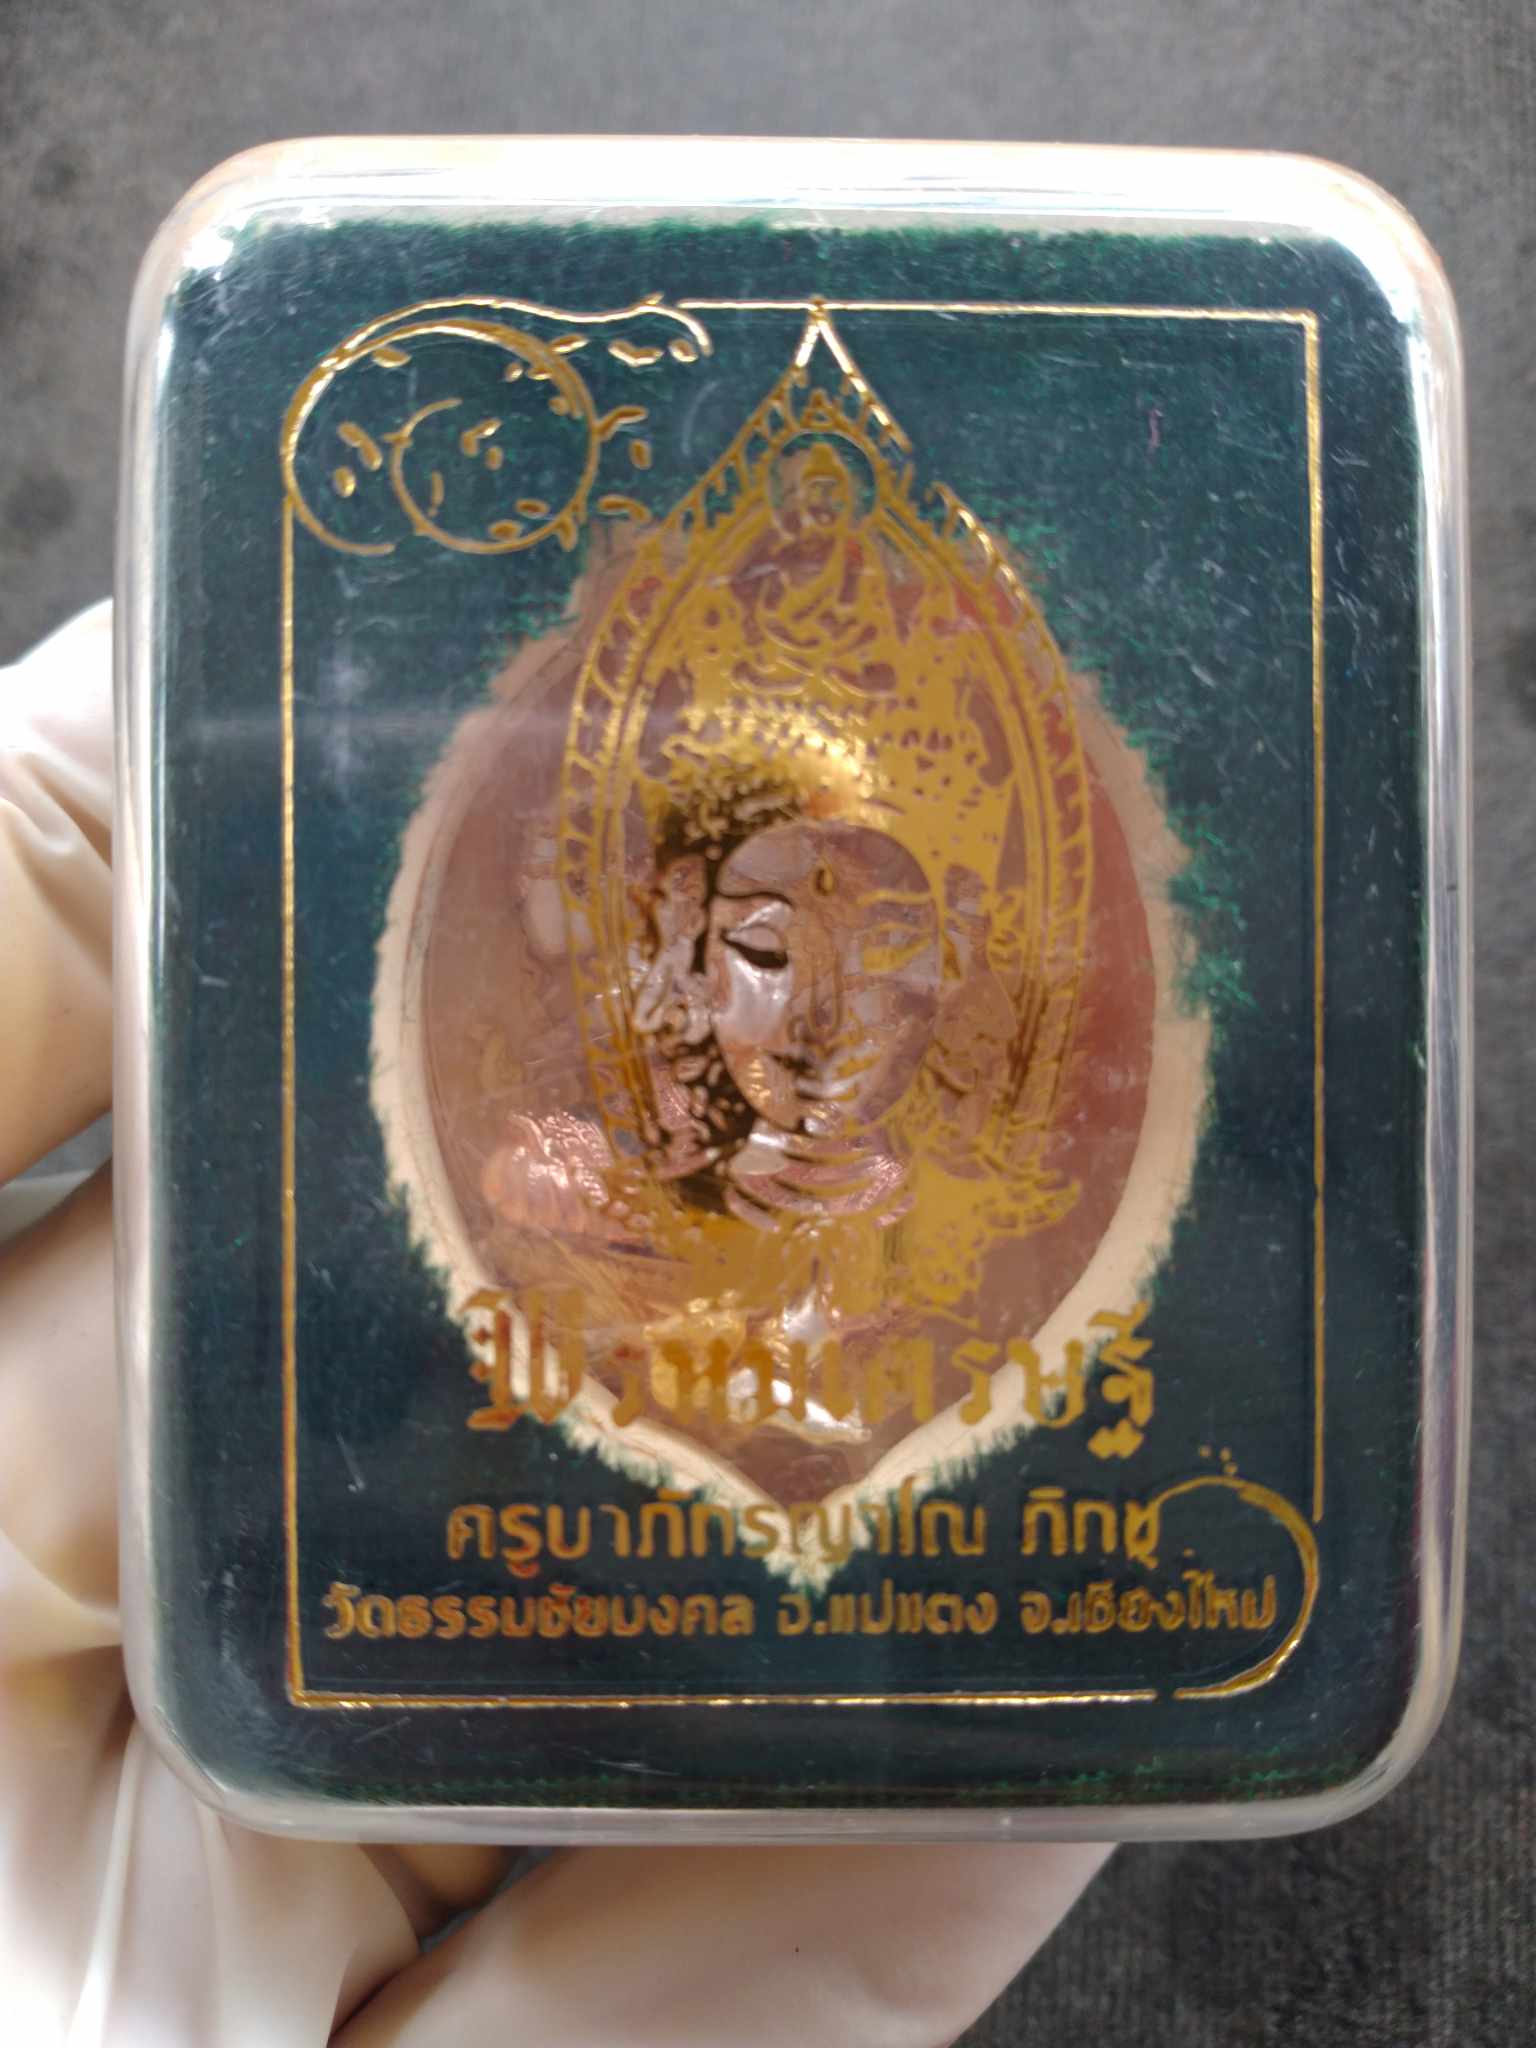 พรหมเศรษฐี
ครูบาภัทรญาโณ ภิกขุ
วัดธรรมชัยมงคล อ.แม่แตง จ.เชียงใหม่